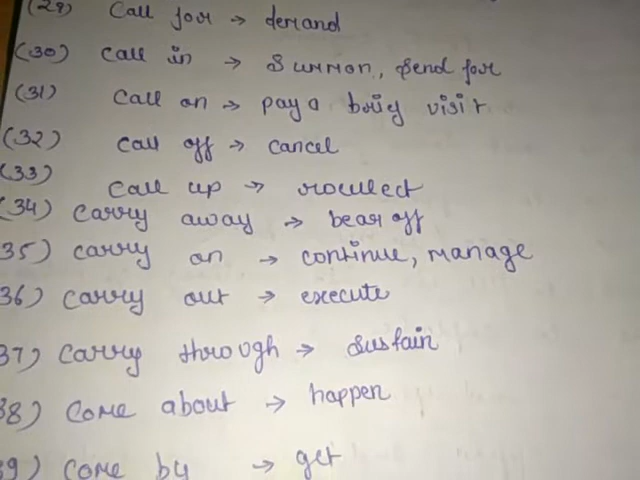 (29) Call for → demand
(30) Call in → Summon, Send for
(31) Call on → pay a brief visit
(32) Call off → cancel
(33) Call up → recollect
(34) Carry away → bear off
35) Carry on → continue, manage
36) Carry out → execute
37) Carry through → Sustain
38) Come about → happen
39) Come by → get